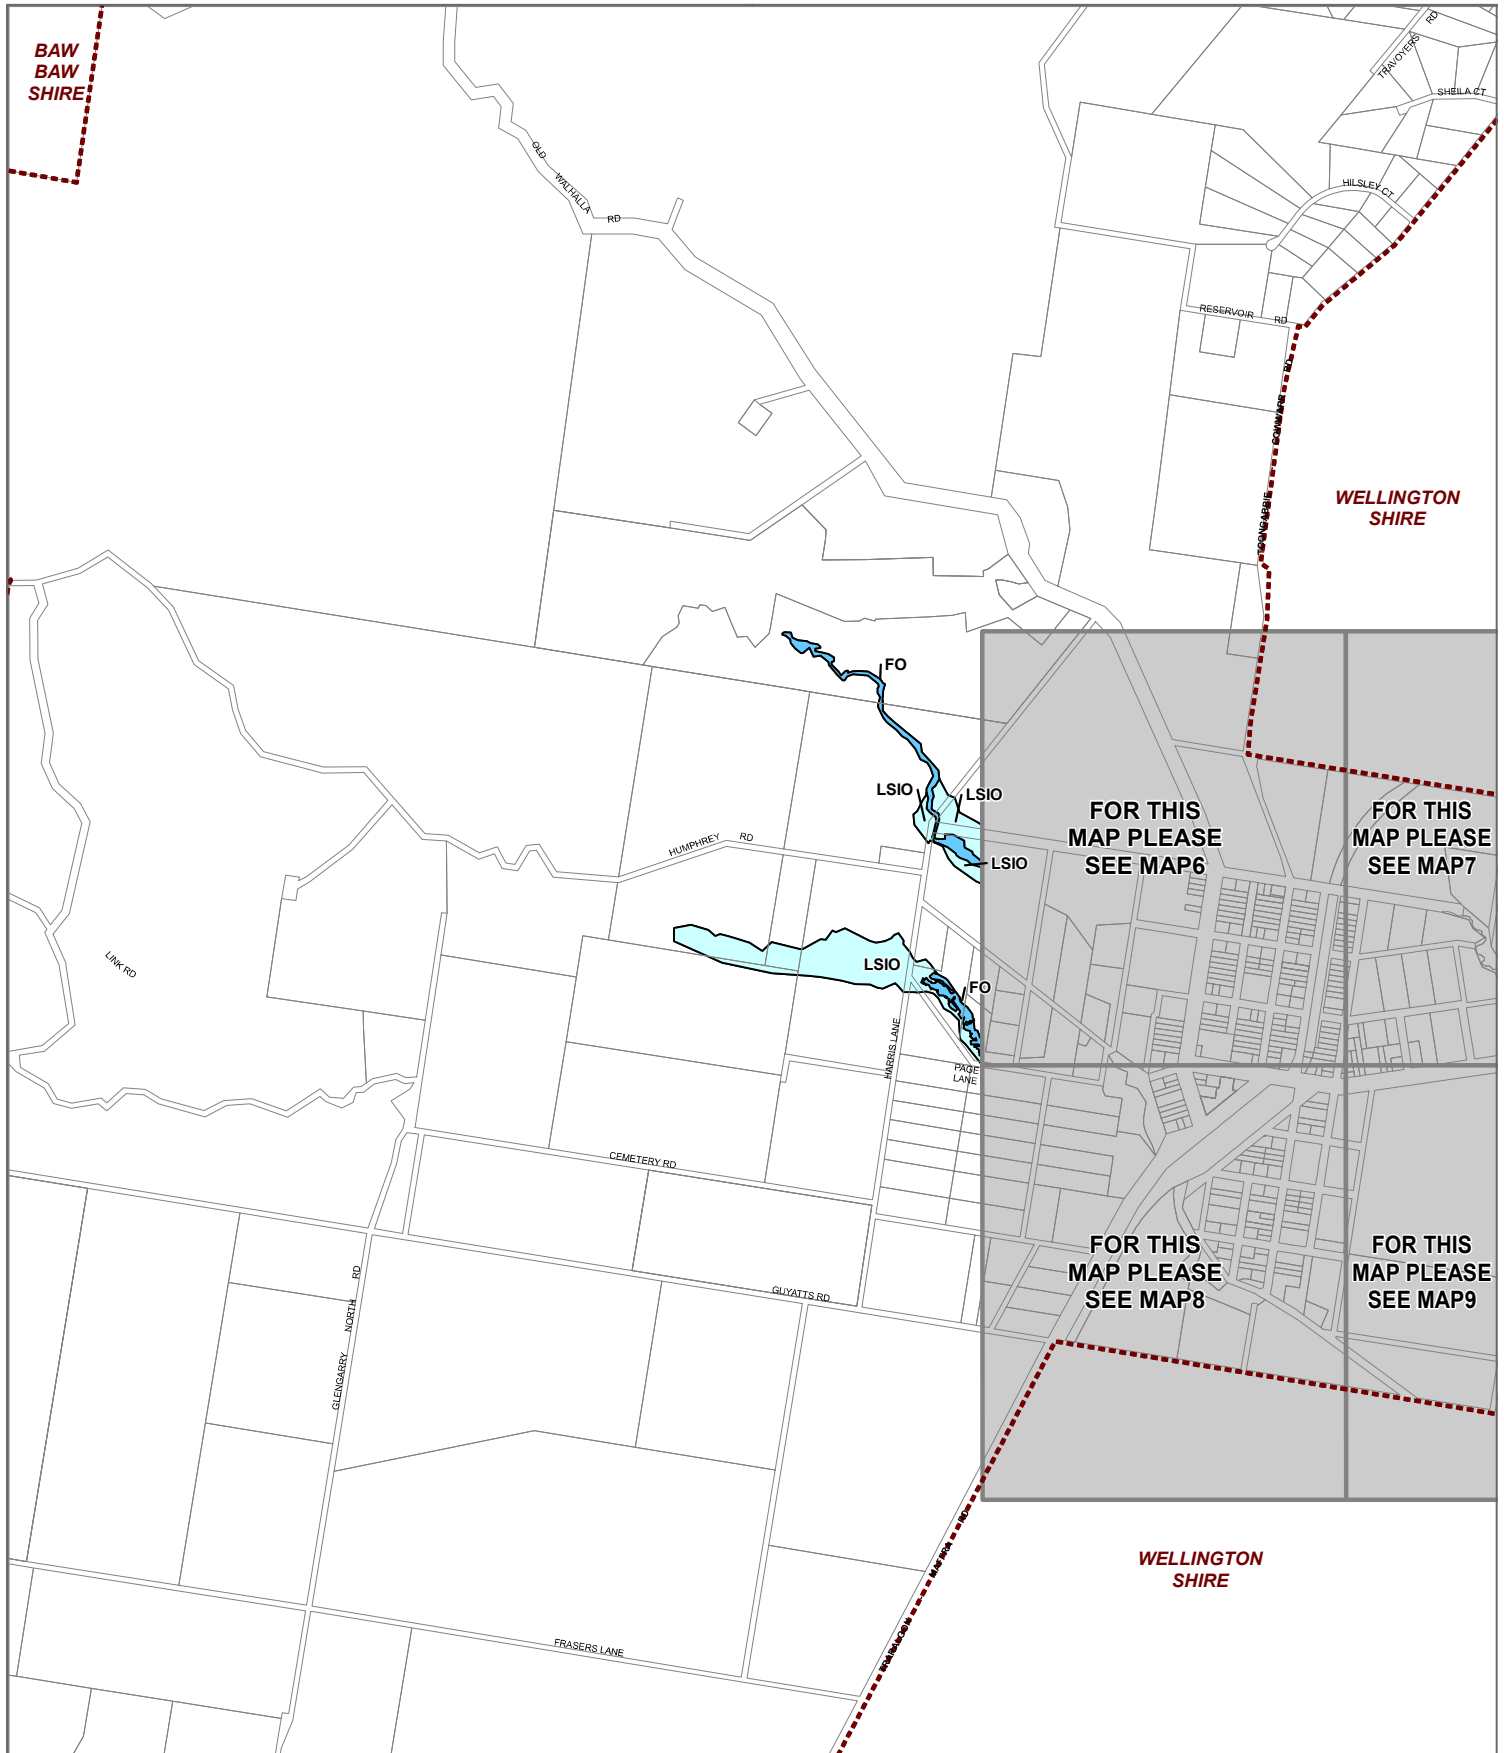 BAW
BAW
SHIRE
TRAVOYERS
RD
SHEILA CT
HILSLEY CT
OLD
WALHALLA
RD
RESERVOIR
RD
TOONGABBIE
COWWARR
RD
WELLINGTON
SHIRE
FO
LSIO
LSIO
LSIO
FOR THIS
MAP PLEASE
SEE MAP6
FOR THIS
MAP PLEASE
SEE MAP7
HUMPHREY
RD
LINK RD
LSIO
FO
HARRIS LANE
PAGE
LANE
CEMETERY RD
GUYATTS RD
GLENGARRY
NORTH
RD
FOR THIS
MAP PLEASE
SEE MAP8
FOR THIS
MAP PLEASE
SEE MAP9
TRARALGON
MAFFRA
RD
WELLINGTON
SHIRE
FRASERS LANE